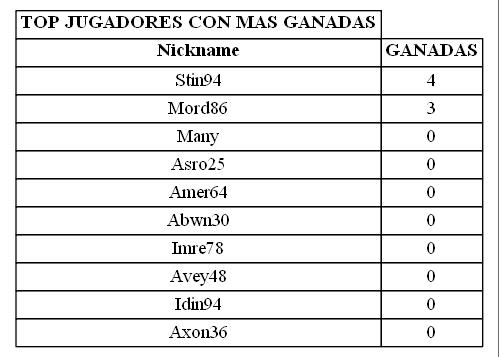 TOP JUGADORES CON MAS GANADAS
Nickname GANADAS
Stin94 4
Mord86 3
Many 0
Asro25 0
Amer64 0
Abwn30 0
Imre78 0
Avey48 0
Idin94 0
Axon36 0